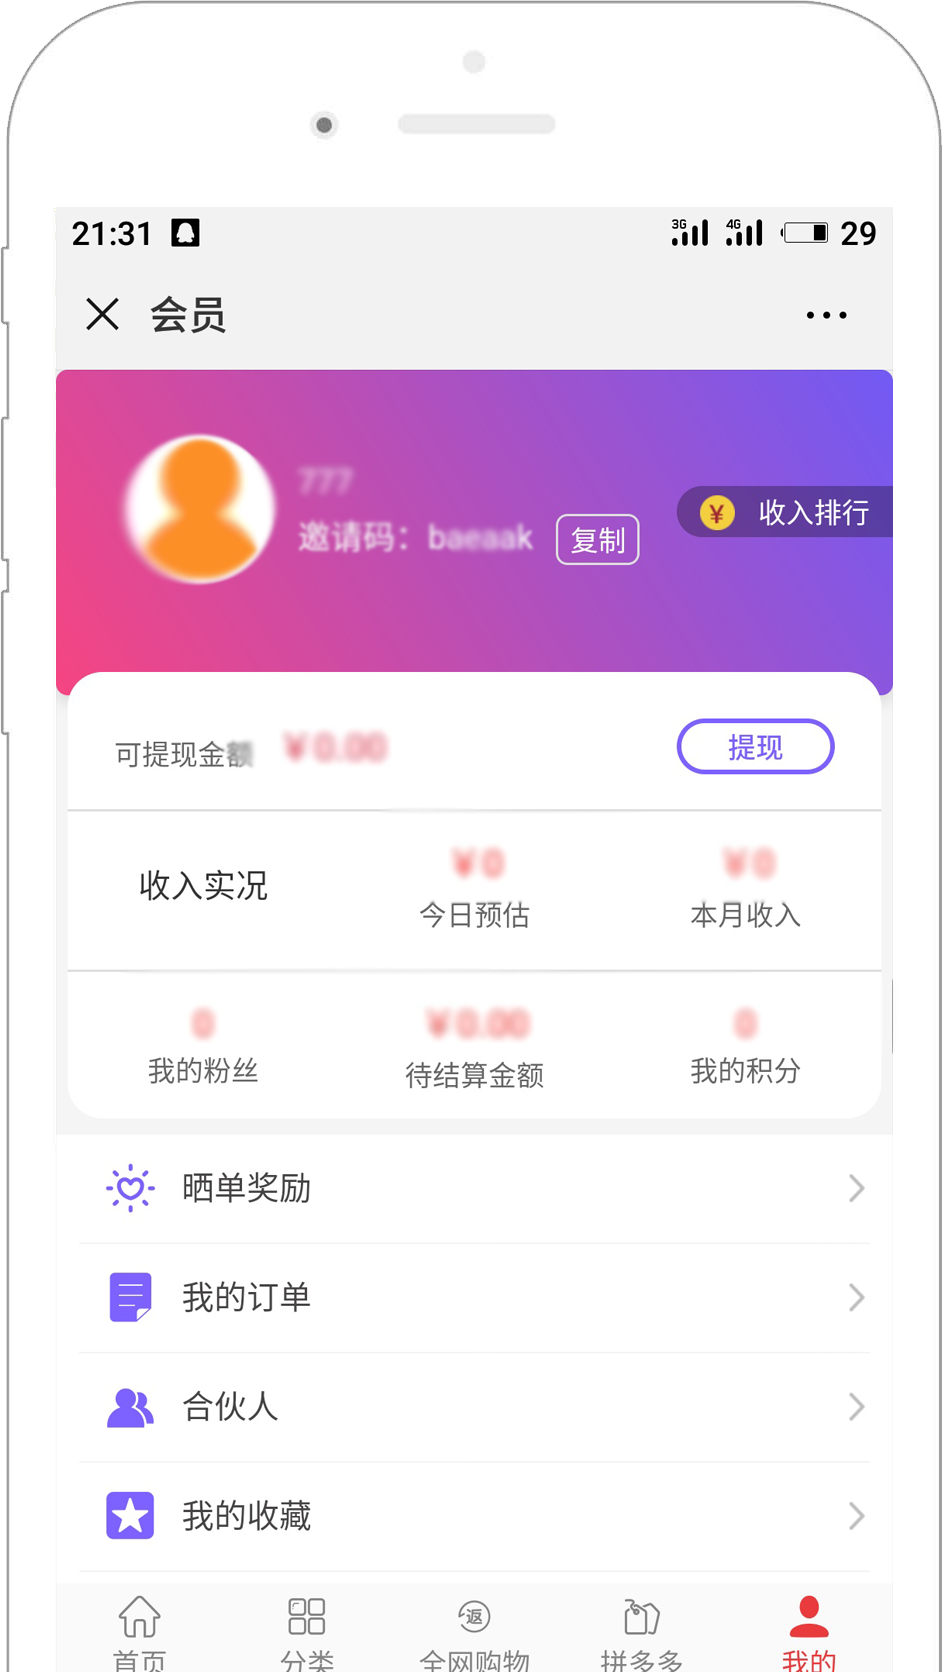 21:31
3G
4G
29
会员
777
邀请码：baeaak
复制
¥ 收入排行
可提现金额 ¥0.00
提现
收入实况
¥0
今日预估
¥0
本月收入
0
我的粉丝
¥0.00
待结算金额
0
我的积分
晒单奖励
我的订单
合伙人
我的收藏
返
首页
分类
全网购物
拼多多
我的